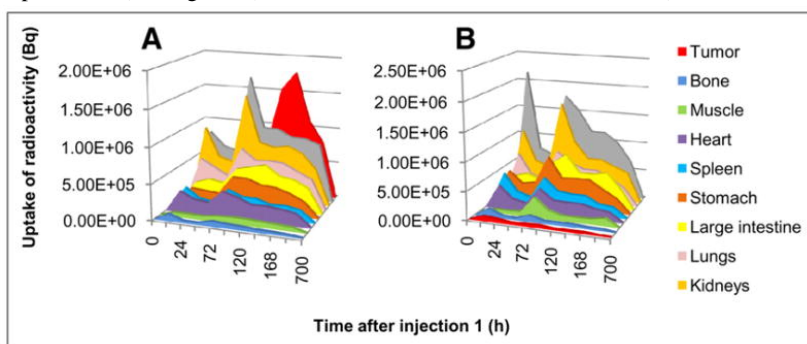 A
B
Uptake of radioactivity (Bq)
2.00E+06
1.50E+06
1.00E+06
5.00E+05
0.00E+00
0
24
72
120
168
700
2.50E+06
2.00E+06
1.50E+06
1.00E+06
5.00E+05
0.00E+00
0
24
72
120
168
700
Tumor
Bone
Muscle
Heart
Spleen
Stomach
Large intestine
Lungs
Kidneys
Time after injection 1 (h)